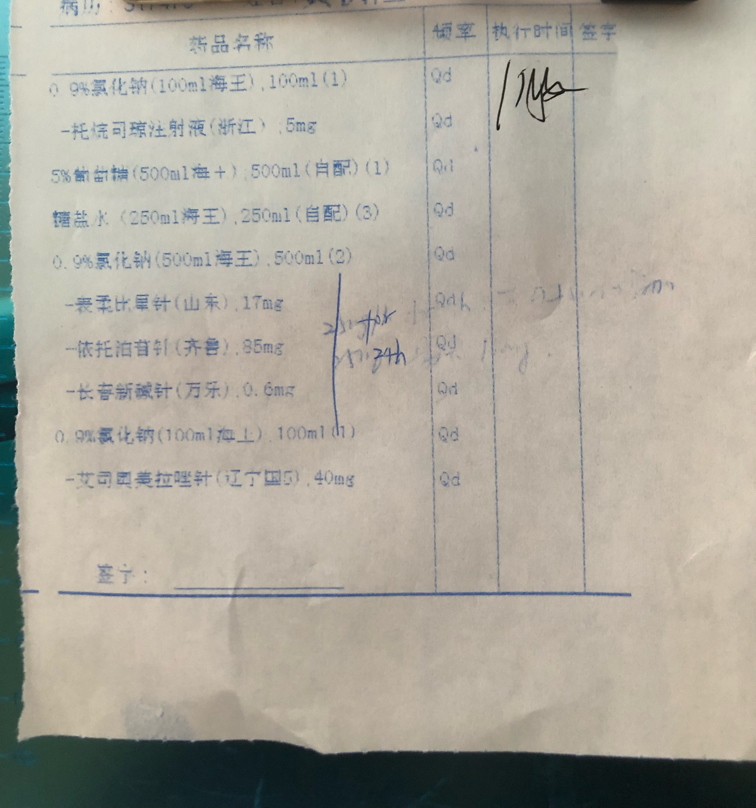 药品名称 频率 执行时间 签字
0.9%氯化钠(100ml海王),100ml(1) Qd
-托烷司琼注射液(浙江),5mg Qd
5%葡萄糖(500ml海王),500ml(自配)(1) Qd
糖盐水(250ml海王),250ml(自配)(3) Qd
0.9%氯化钠(500ml海王),500ml(2) Qd
-表柔比星针(山东),17mg Qd
-依托泊苷针(齐鲁),85mg Qd
-长春新碱针(万乐),0.6mg Qd
0.9%氯化钠(100ml海王),100ml(1) Qd
-艾司奥美拉唑针(辽宁国5),40mg Qd
签字: